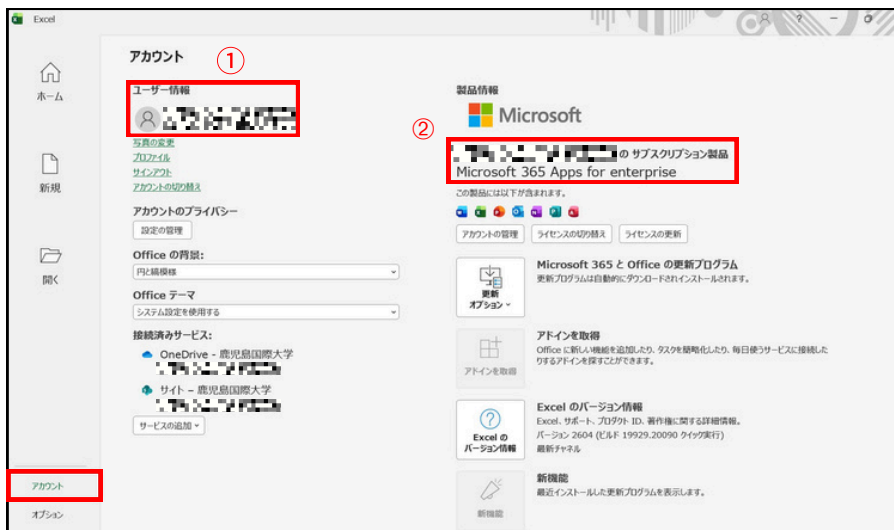 Excel
?
ホーム
新規
開く
アカウント
オプション
アカウント
①
ユーザー情報
写真の変更
プロファイル
サインアウト
アカウントの切り替え
アカウントのプライバシー
設定の管理
Office の背景:
円と縞模様
Office テーマ
システム設定を使用する
接続済みサービス:
OneDrive - 鹿児島国際大学
サイト – 鹿児島国際大学
サービスの追加
製品情報
Microsoft
②
の サブスクリプション製品
Microsoft 365 Apps for enterprise
この製品には以下が含まれます。
アカウントの管理
ライセンスの切り替え
ライセンスの更新
更新
オプション
Microsoft 365 と Office の更新プログラム
更新プログラムは自動的にダウンロードされインストールされます。
アドインを取得
アドインを取得
Office に新しい機能を追加したり、タスクを簡略化したり、毎日使うサービスに接続した
りするアドインを探すことができます。
Excel の
バージョン情報
Excel のバージョン情報
Excel、サポート、プロダクト ID、著作権に関する詳細情報。
バージョン 2604 (ビルド 19929.20090 クイック実行)
最新チャネル
新機能
新機能
最近インストールした更新プログラムを表示します。